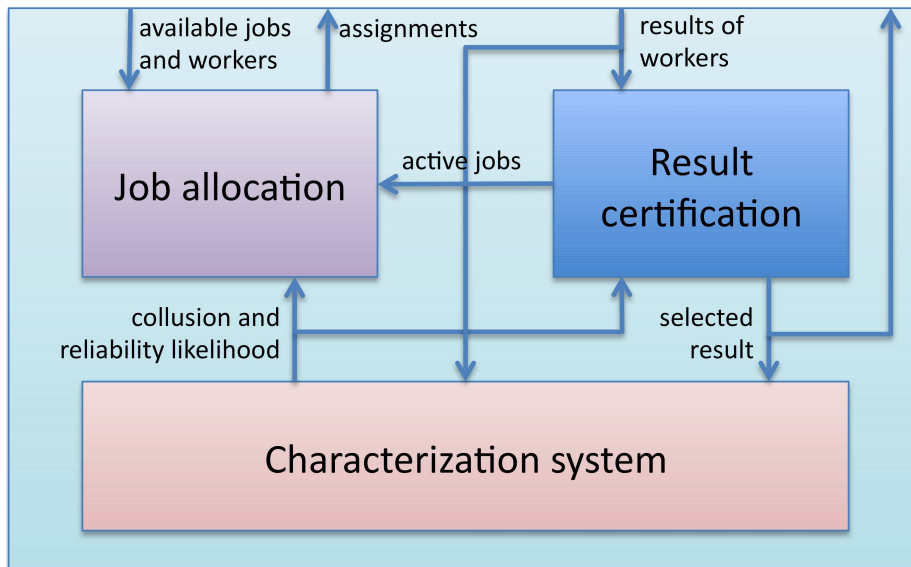 available jobs
and workers
assignments
results of
workers
Job allocation
active jobs
Result
certification
collusion and
reliability likelihood
selected
result
Characterization system